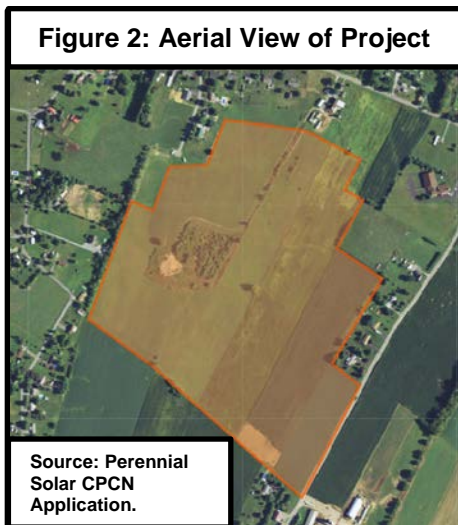 Figure 2: Aerial View of Project
Source: Perennial
Solar CPCN
Application.